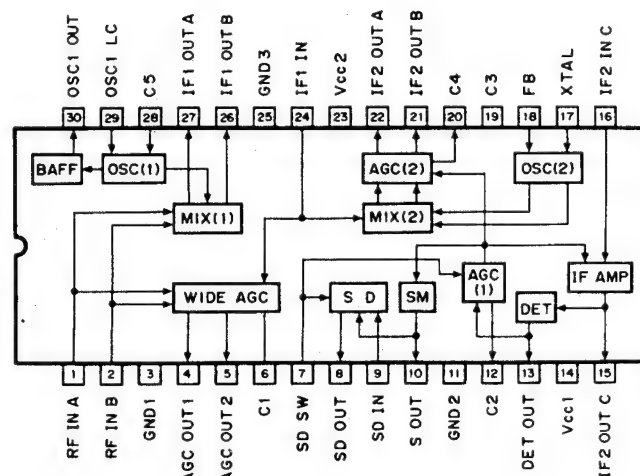 OSC1 OUT
OSC1 LC
C5
IF1 OUT A
IF1 OUT B
GND3
IF1 IN
Vcc2
IF2 OUT A
IF2 OUT B
C4
C3
FB
XTAL
IF2 IN C
30 29 28 27 26 25 24 23 22 21 20 19 18 17 16
BAFF OSC(1) AGC(2) OSC(2)
MIX(1) MIX(2)
WIDE AGC S D SM AGC (1) IF AMP
DET
1 2 3 4 5 6 7 8 9 10 11 12 13 14 15
RF IN A
RF IN B
GND1
AGC OUT1
AGC OUT2
C1
SD SW
SD OUT
SD IN
S OUT
GND2
C2
DET OUT
Vcc1
IF2 OUT C